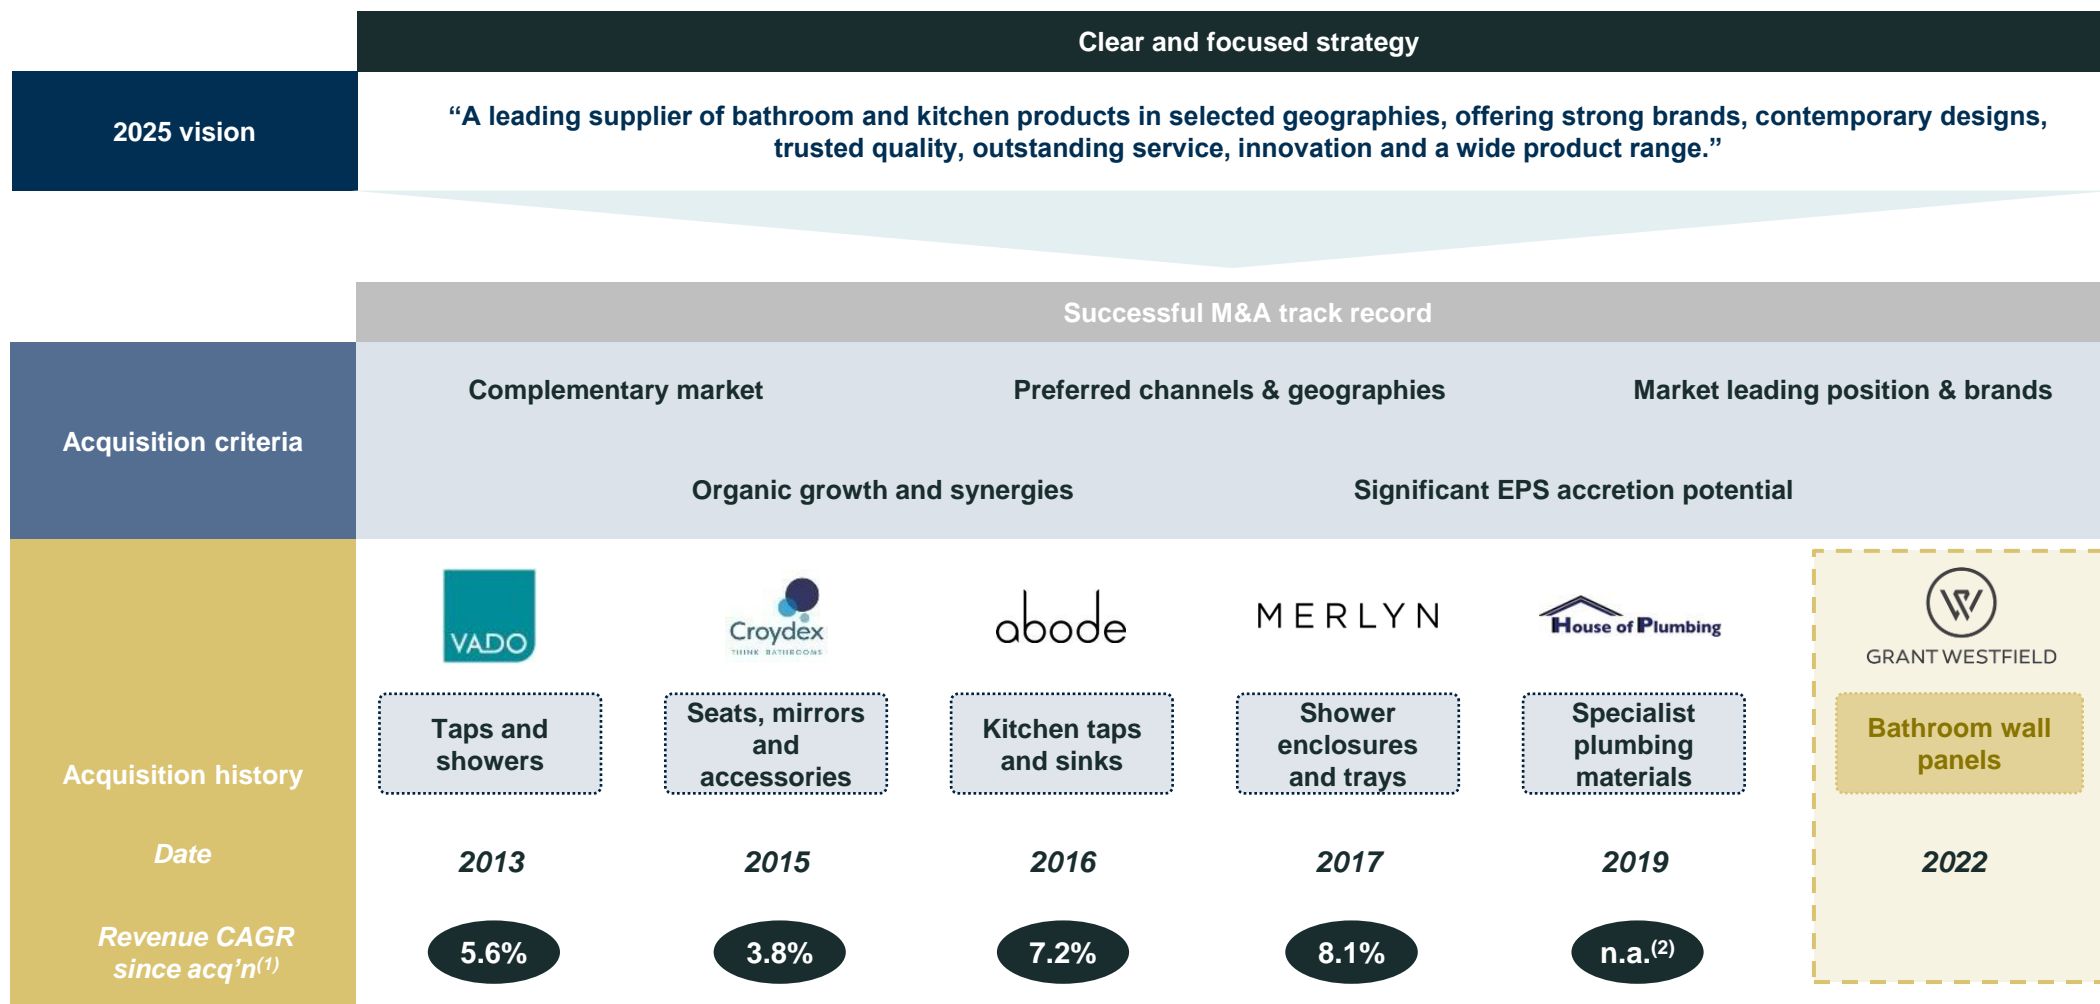 Clear and focused strategy
2025 vision
“A leading supplier of bathroom and kitchen products in selected geographies, offering strong brands, contemporary designs,
trusted quality, outstanding service, innovation and a wide product range.”
Successful M&A track record
Acquisition criteria
Complementary market
Preferred channels & geographies
Market leading position & brands
Organic growth and synergies
Significant EPS accretion potential
Acquisition history
VADO
Croydex
THINK BATHROOMS
abode
MERLYN
House of Plumbing
GRANT WESTFIELD
Taps and
showers
Seats, mirrors
and
accessories
Kitchen taps
and sinks
Shower
enclosures
and trays
Specialist
plumbing
materials
Bathroom wall
panels
Date
2013
2015
2016
2017
2019
2022
Revenue CAGR
since acq’n(1)
5.6%
3.8%
7.2%
8.1%
n.a.(2)